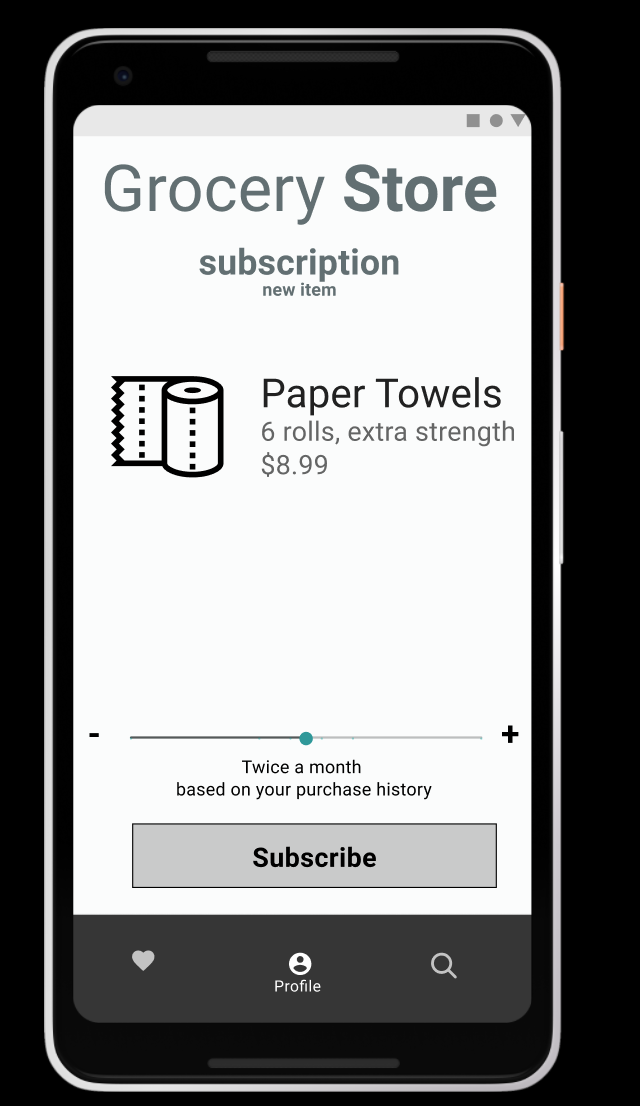 Grocery Store
subscription
new item
Paper Towels
6 rolls, extra strength
$8.99
- +
Twice a month
based on your purchase history
Subscribe
Profile